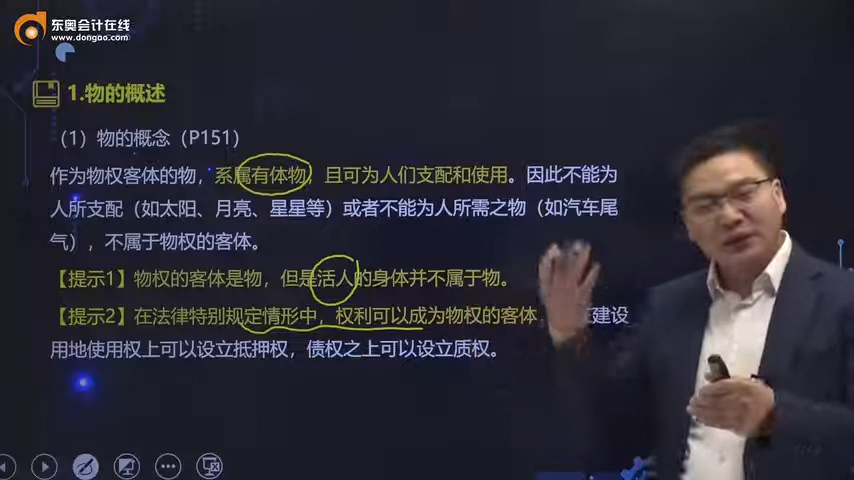 东奥会计在线
www.dongao.com
1.物的概述
（1）物的概念（P151）
作为物权客体的物，系属有体物，且可为人们支配和使用。因此不能为
人所支配（如太阳、月亮、星星等）或者不能为人所需之物（如汽车尾
气），不属于物权的客体。
【提示1】物权的客体是物，但是活人的身体并不属于物。
【提示2】在法律特别规定情形中，权利可以成为物权的客体 建设
用地使用权上可以设立抵押权，债权之上可以设立质权。